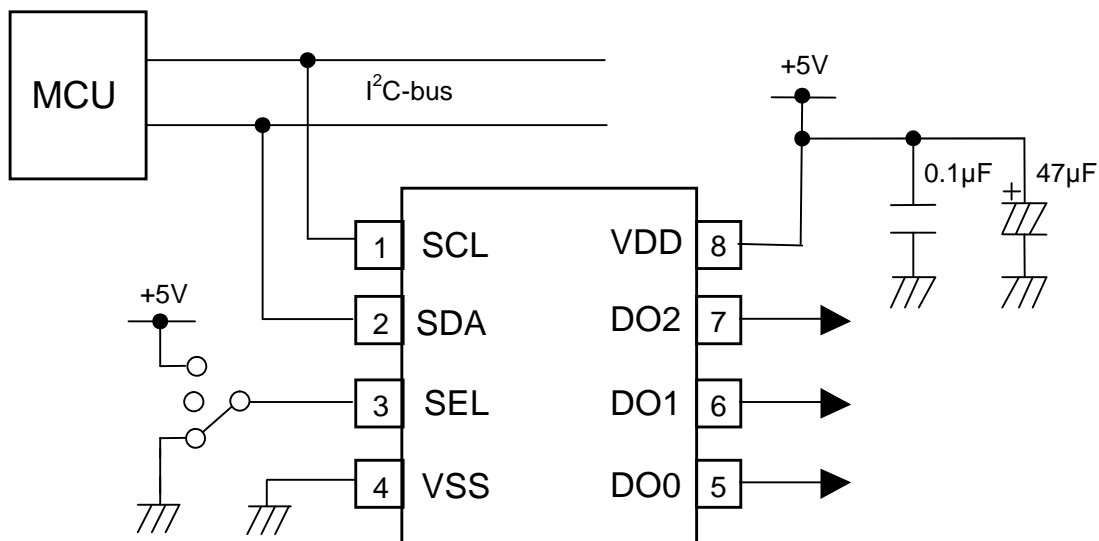 MCU
I²C-bus
+5V
0.1µF
+
47µF
1 SCL
VDD 8
+5V
2 SDA
DO2 7
3 SEL
DO1 6
4 VSS
DO0 5